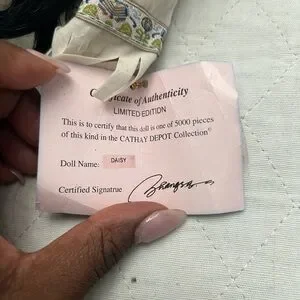 Certificate of Authenticity
LIMITED EDITION
This is to certify that this doll is one of 5000 pieces
of this kind in the CATHAY DEPOT Collection©
Doll Name: DAISY
Certified Signatrue